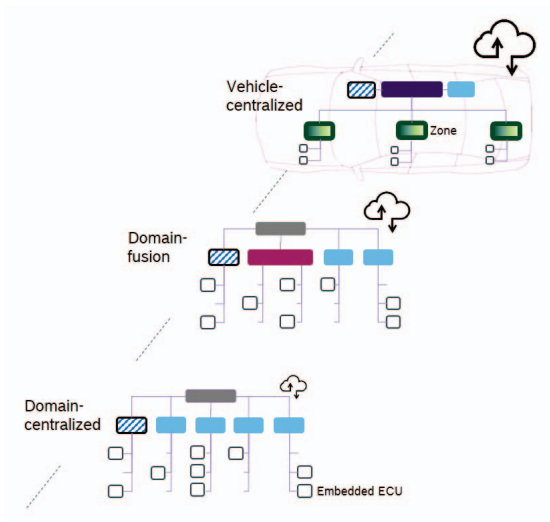 Vehicle-
centralized
Zone
Domain-
fusion
Domain-
centralized
Embedded ECU